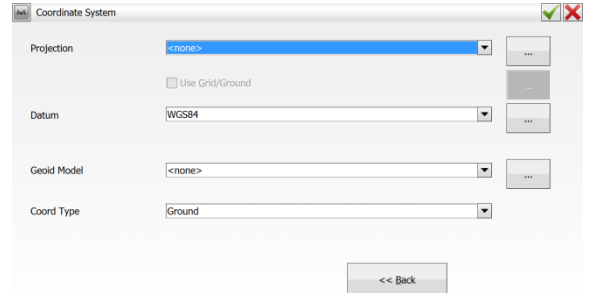 Coordinate System
Projection <none> ...
Use Grid/Ground ...
Datum WGS84 ...
Geoid Model <none> ...
Coord Type Ground
<< Back